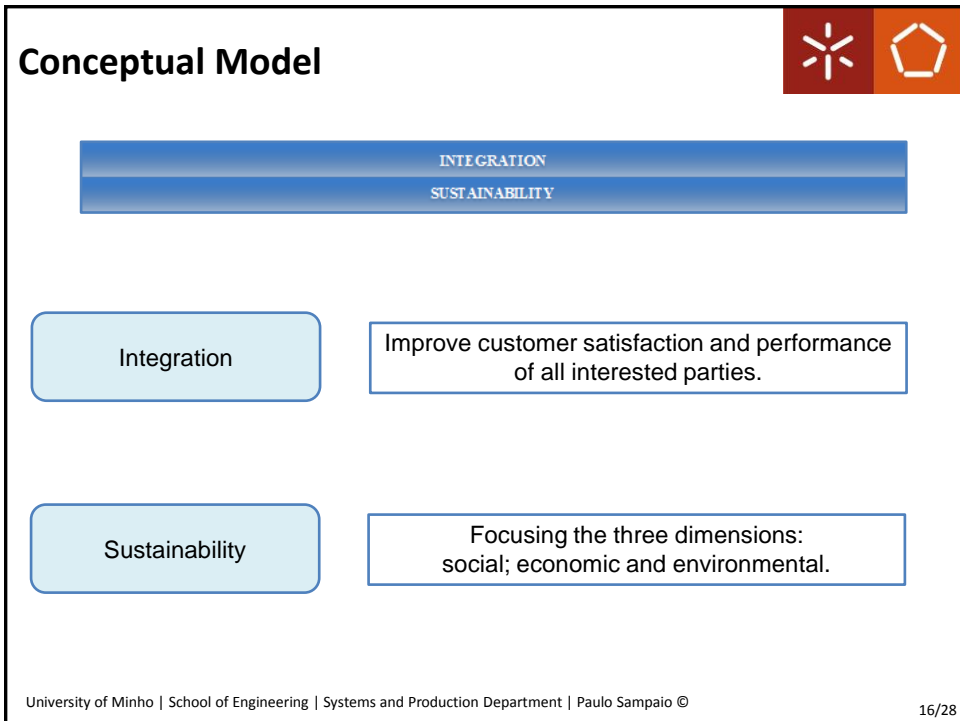 Conceptual Model
INTEGRATION
SUSTAINABILITY
Integration
Improve customer satisfaction and performance
of all interested parties.
Sustainability
Focusing the three dimensions:
social; economic and environmental.
University of Minho | School of Engineering | Systems and Production Department | Paulo Sampaio ©
16/28